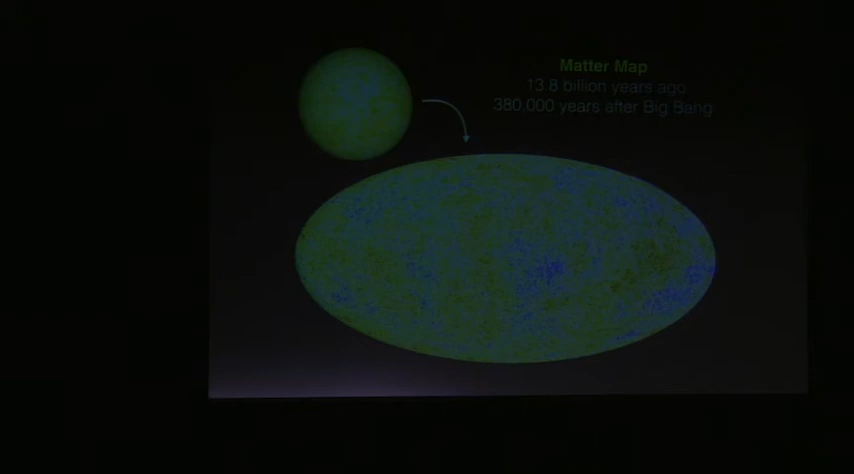 Matter Map
13.8 billion years ago
380,000 years after Big Bang